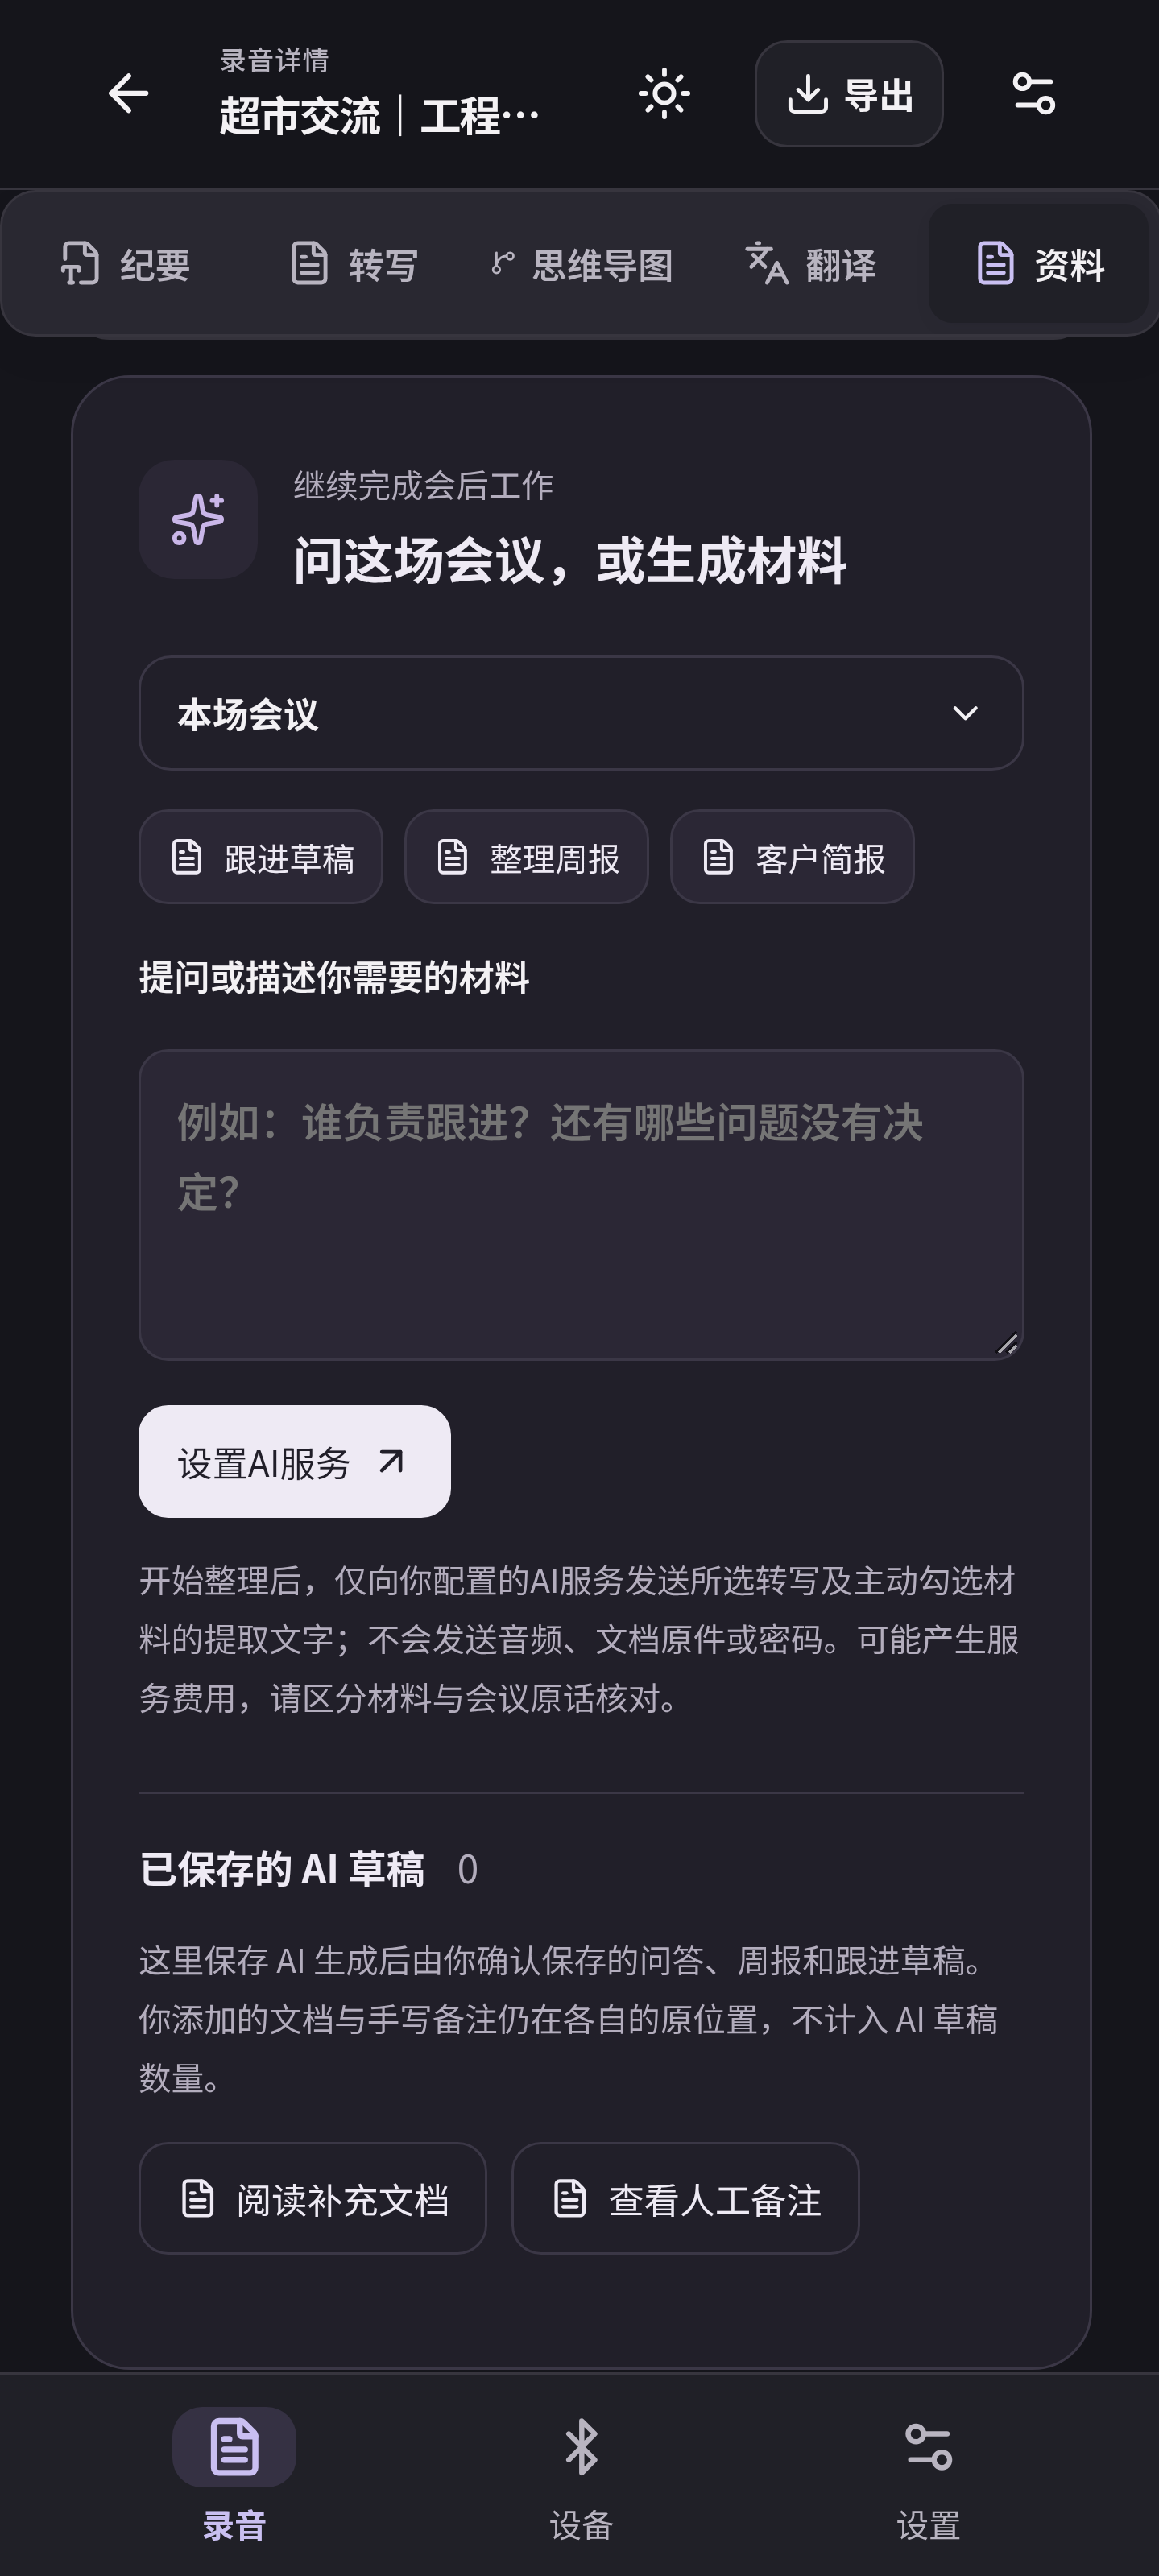 录音详情
超市交流｜工程…
导出
纪要
转写
思维导图
翻译
资料
继续完成会后工作
问这场会议，或生成材料
本场会议
跟进草稿
整理周报
客户简报
提问或描述你需要的材料
例如：谁负责跟进？还有哪些问题没有决
定？
设置AI服务
开始整理后，仅向你配置的AI服务发送所选转写及主动勾选材
料的提取文字；不会发送音频、文档原件或密码。可能产生服
务费用，请区分材料与会议原话核对。
已保存的 AI 草稿 0
这里保存 AI 生成后由你确认保存的问答、周报和跟进草稿。
你添加的文档与手写备注仍在各自的原位置，不计入 AI 草稿
数量。
阅读补充文档
查看人工备注
录音
设备
设置